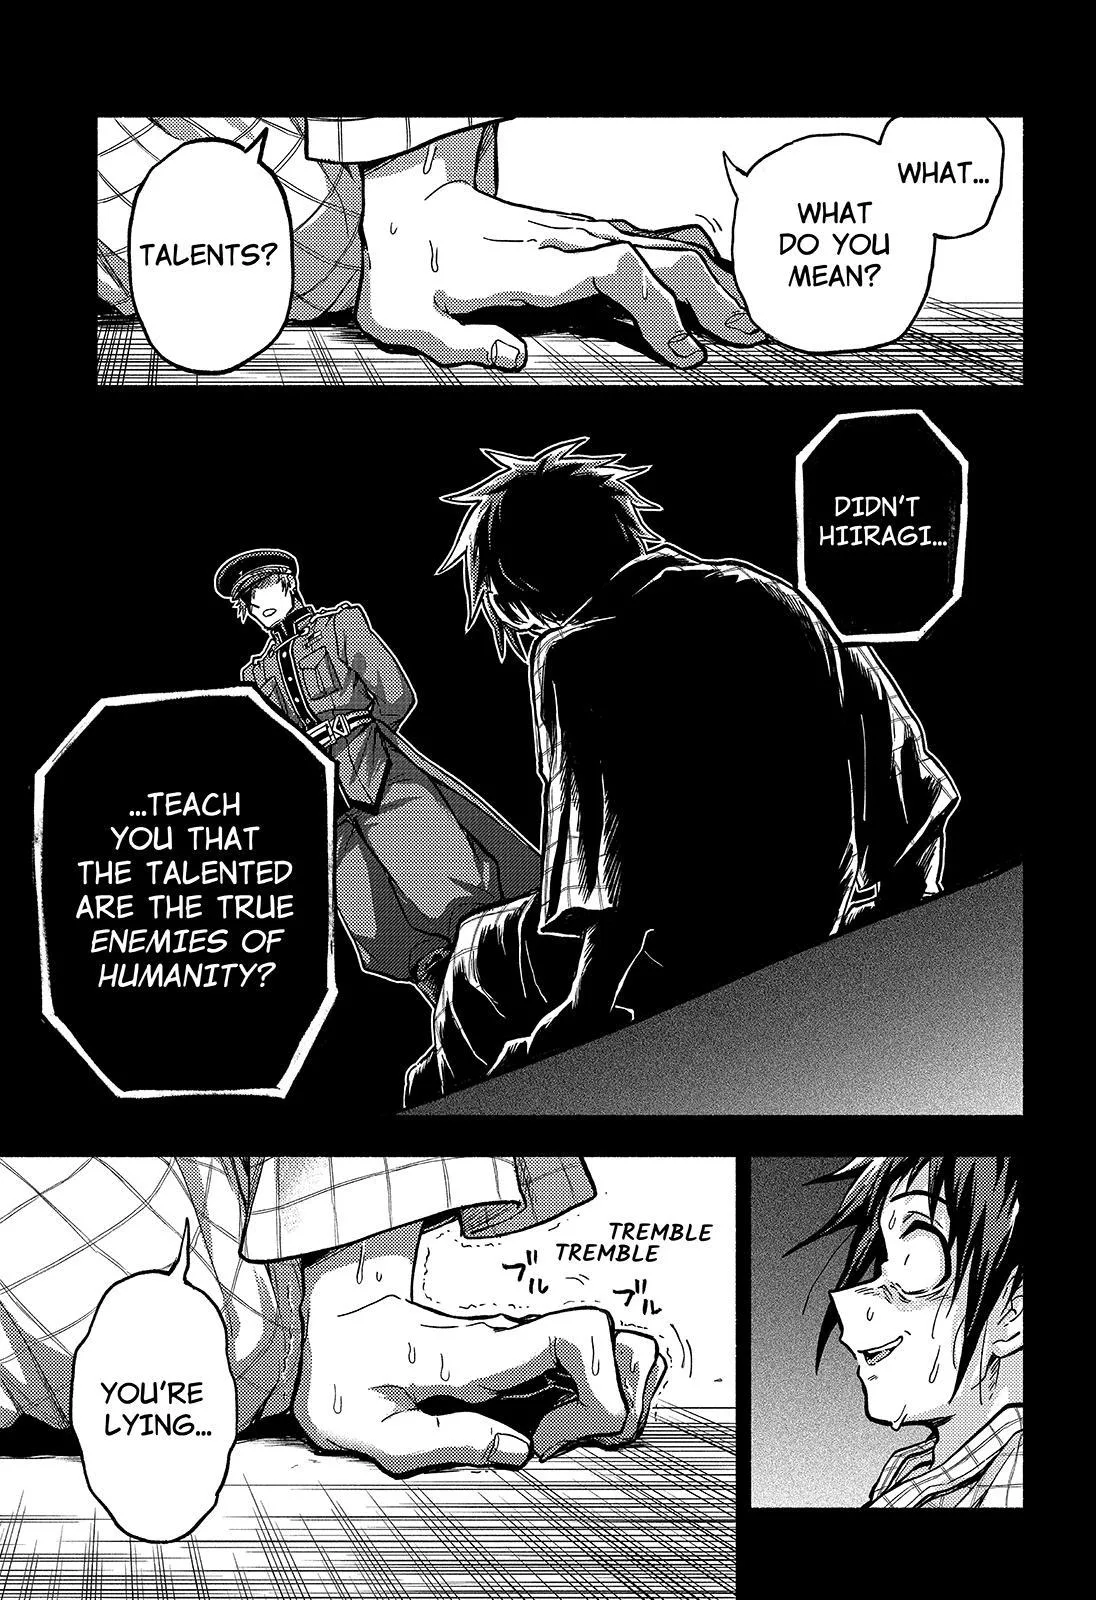 WHAT...
WHAT
DO YOU
MEAN?
TALENTS?
DIDN'T
HIIRAGI...
...TEACH
YOU THAT
THE TALENTED
ARE THE TRUE
ENEMIES OF
HUMANITY?
TREMBLE
TREMBLE
ブル
ブル
YOU'RE
LYING...